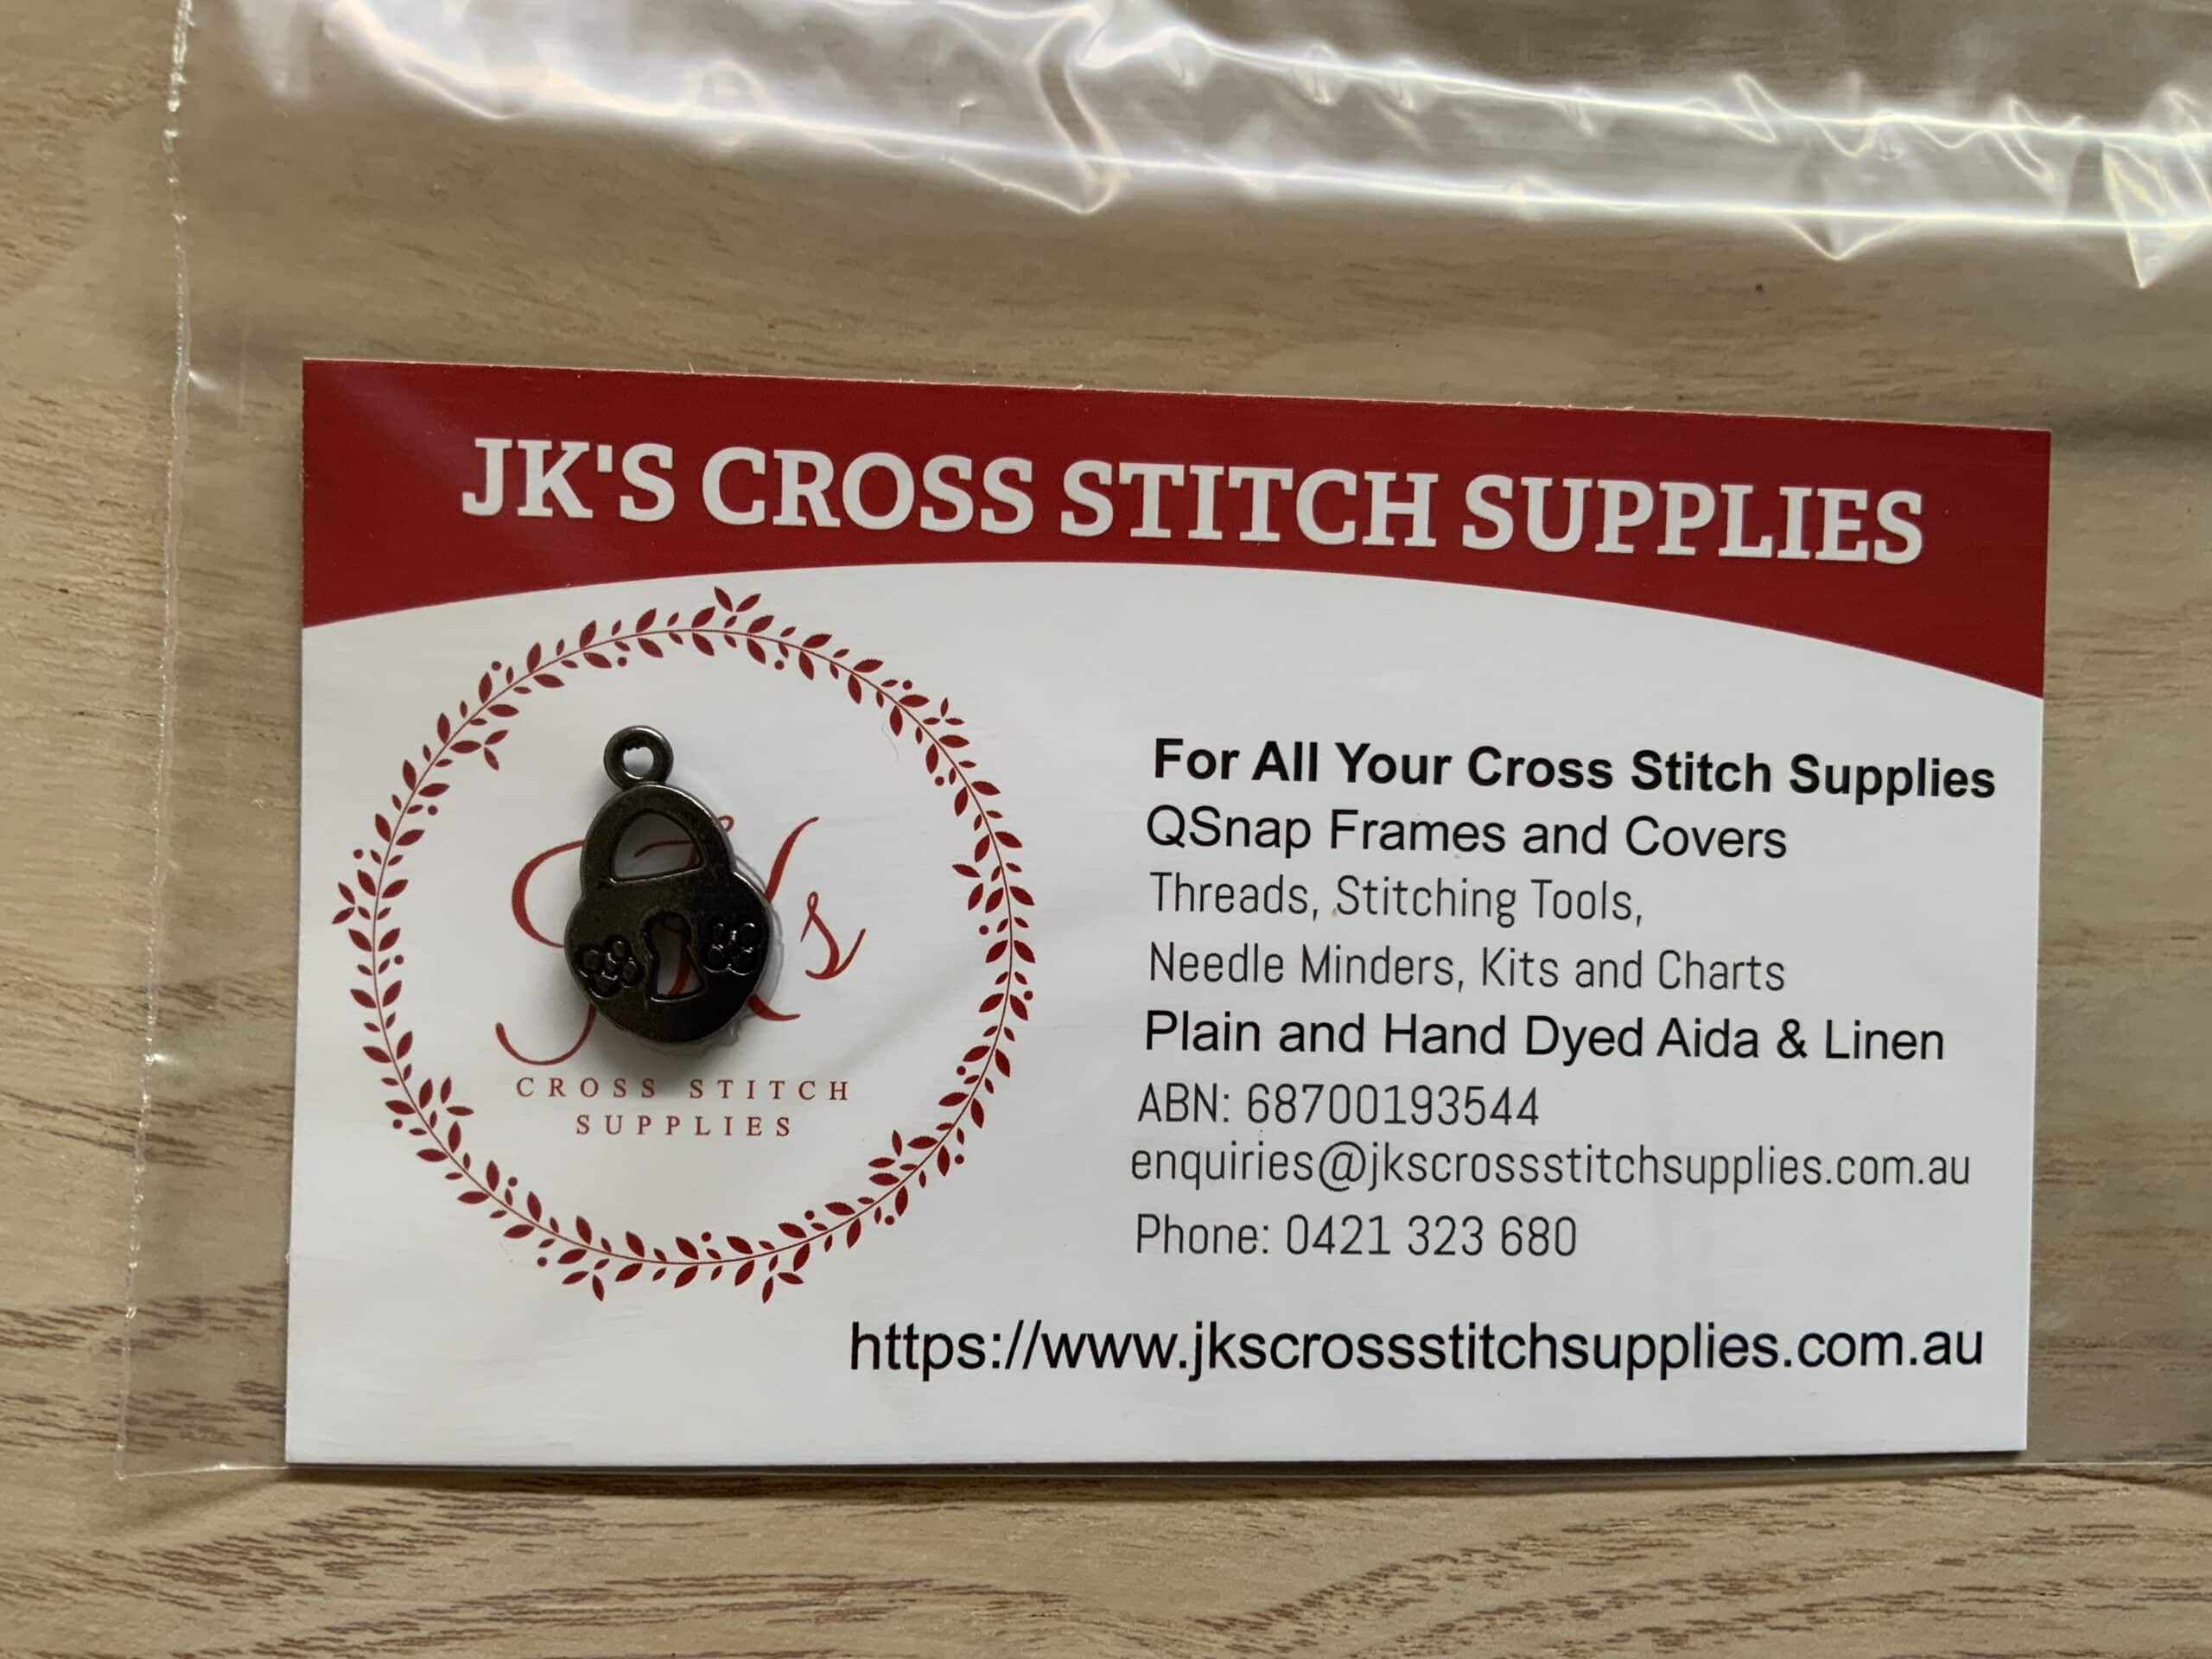 JK'S CROSS STITCH SUPPLIES
JK's
CROSS STITCH
SUPPLIES
For All Your Cross Stitch Supplies
QSnap Frames and Covers
Threads, Stitching Tools,
Needle Minders, Kits and Charts
Plain and Hand Dyed Aida & Linen
ABN: 68700193544
enquiries@jkscrossstitchsupplies.com.au
Phone: 0421 323 680
https://www.jkscrossstitchsupplies.com.au